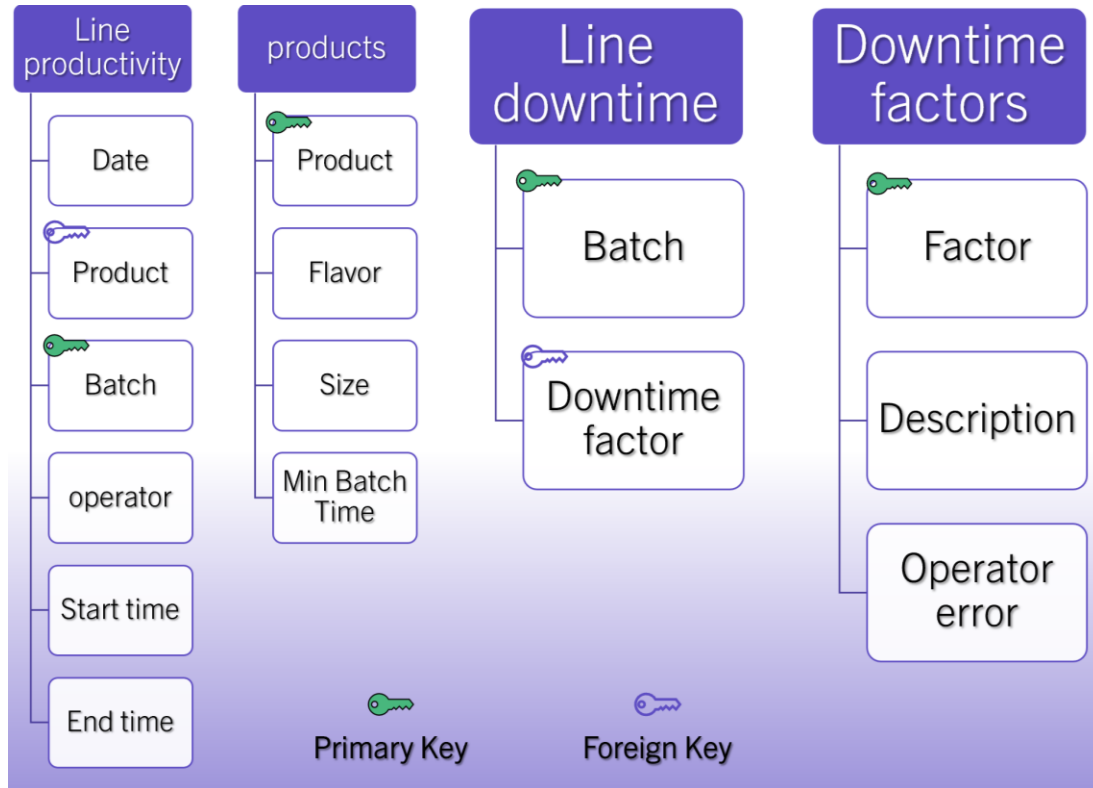 Line
productivity
Date
Product
Batch
operator
Start time
End time
products
Product
Flavor
Size
Min Batch
Time
Line
downtime
Batch
Downtime
factor
Downtime
factors
Factor
Description
Operator
error
Primary Key
Foreign Key